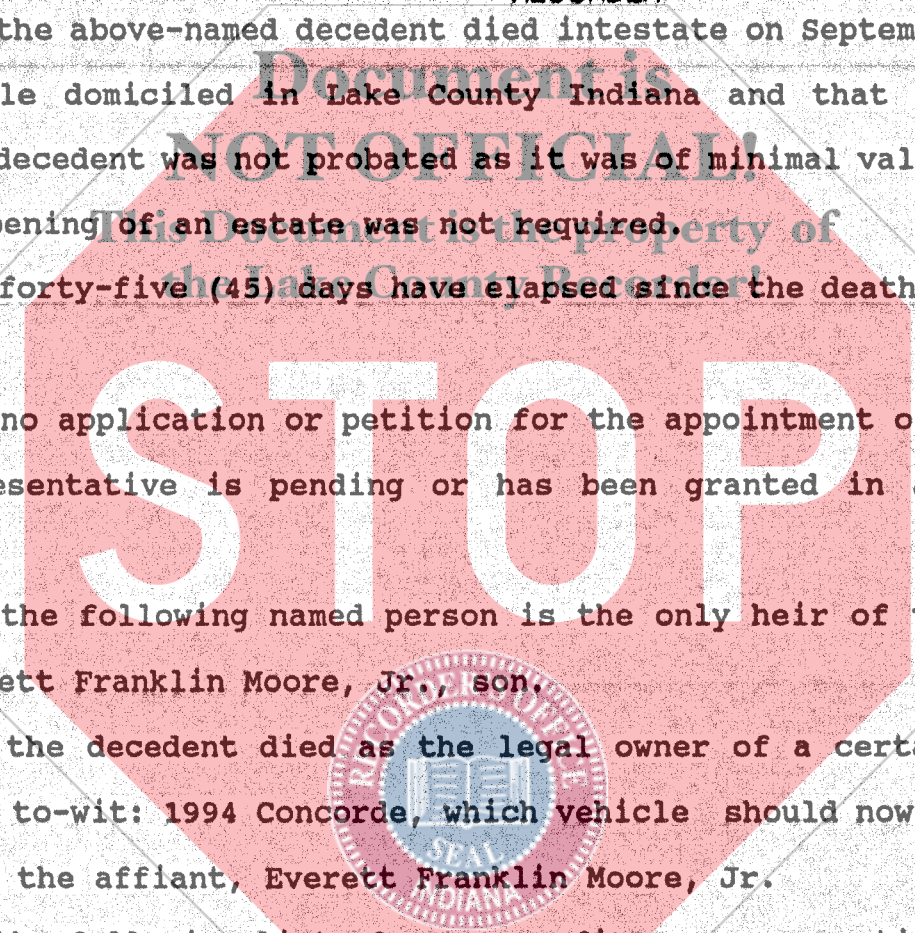 the above-named decedent died intestate on Septem
Document is
le domiciled in Lake County Indiana and that
NOT OFFICIAL!
decedent was not probated as it was of minimal val
This Document is the property of
pening of an estate was not required.
the Lake County Recorder!
forty-five (45) days have elapsed since the death
STOP
no application or petition for the appointment o
esentative is pending or has been granted in
the following named person is the only heir of
ett Franklin Moore, Jr., son.
RECORDER'S OFFICE
the decedent died as the legal owner of a cert
to-wit: 1994 Concorde, which vehicle should now
SEAL
the affiant, Everett Franklin Moore, Jr.
INDIANA